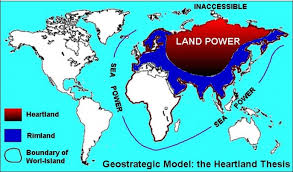 INACCESSIBLE
LAND POWER
SEA POWER
SEA POWER
Heartland
Rimland
Boundary of
Worl-Island
Geostrategic Model: the Heartland Thesis